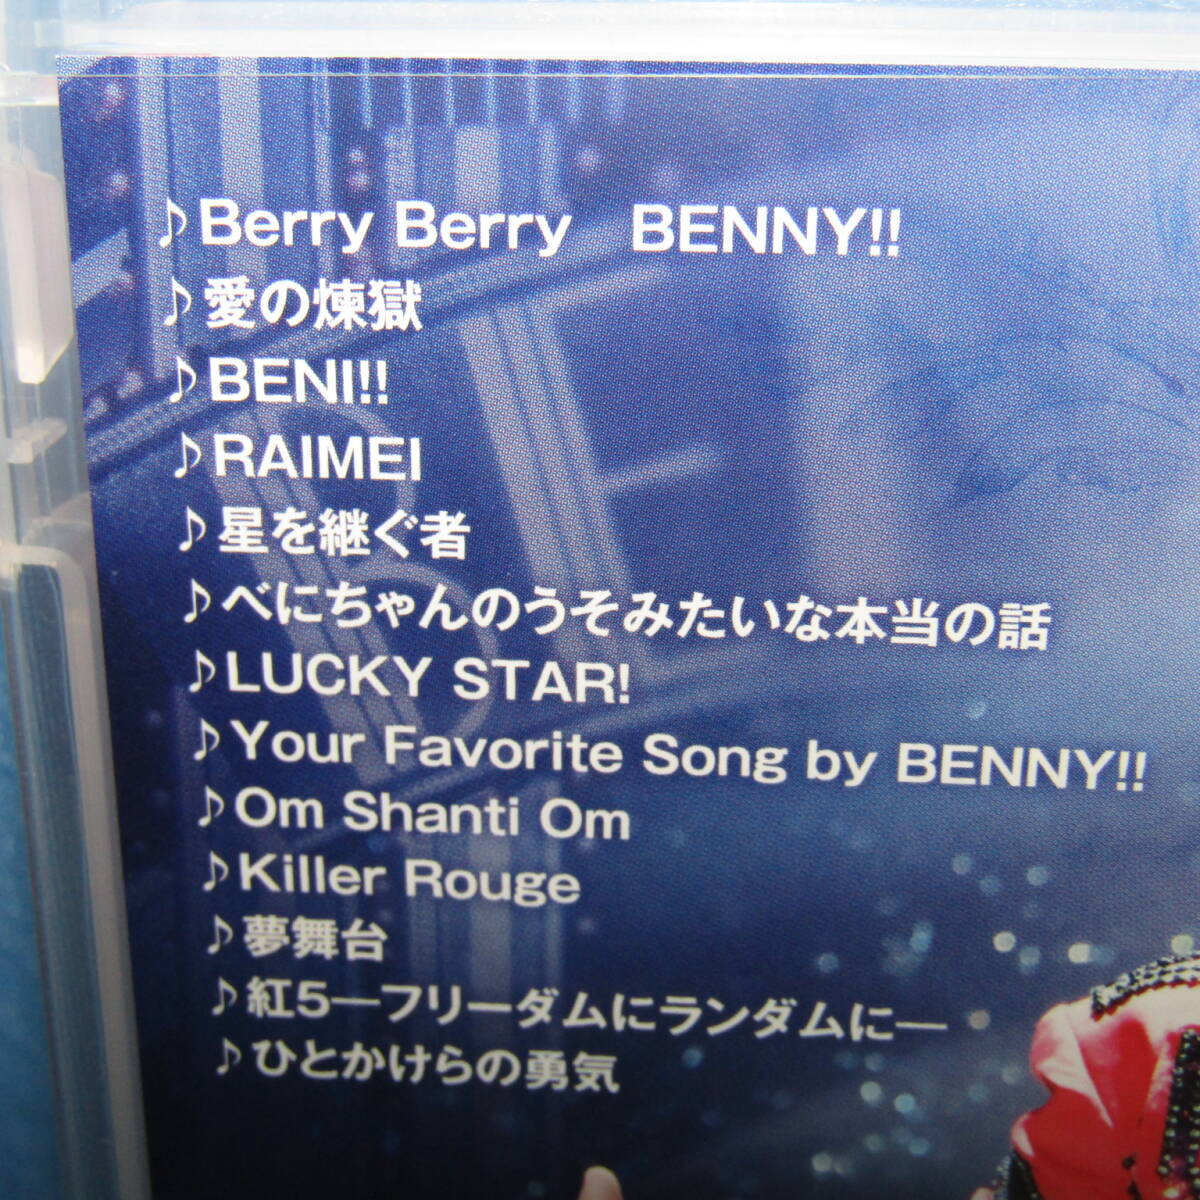 ♪Berry Berry　BENNY!!
♪愛の煉獄
♪BENI!!
♪RAIMEI
♪星を継ぐ者
♪べにちゃんのうそみたいな本当の話
♪LUCKY STAR!
♪Your Favorite Song by BENNY!!
♪Om Shanti Om
♪Killer Rouge
♪夢舞台
♪紅5―フリーダムにランダムに―
♪ひとかけらの勇気